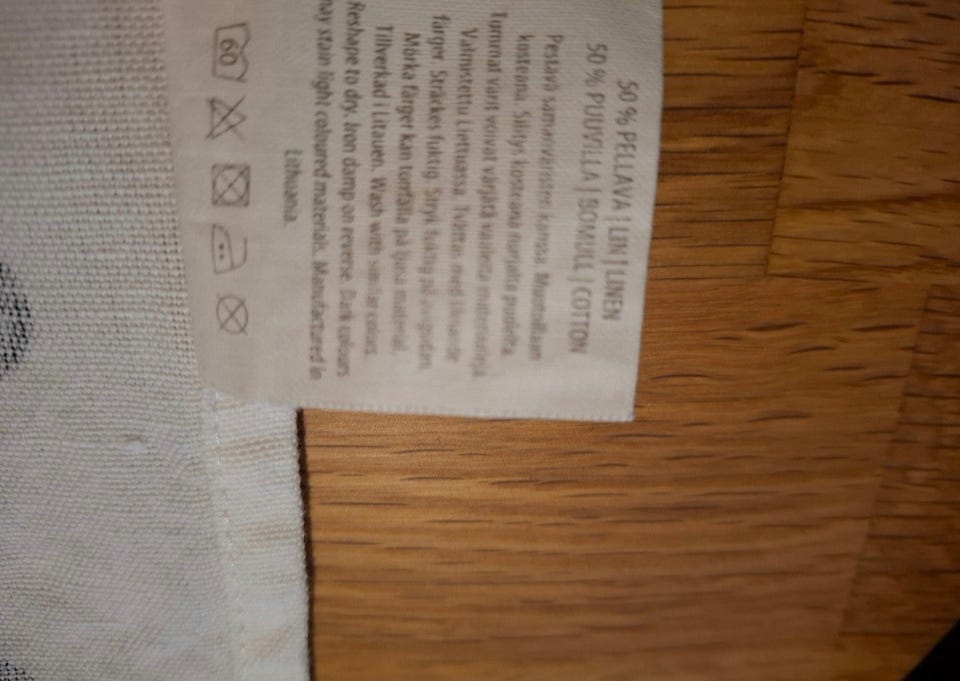 50 % PELLAVA | LIN | LINEN
50 % PUUVILLA | BOMULL | COTTON
Pestävä samanväristen kanssa. Muotoillaan
kosteana. Silitys kosteana nurjalta puolelta.
Tummat värit voivat värjätä vaaleita materiaaleja.
Valmistettu Liettuassa. Tvättas med liknande
färger. Sträckes fuktig. Stryk fuktig på avigsidan.
Mörka färger kan torrfälla på ljusa material.
Tillverkad i Litauen. Wash with similar colours.
Reshape to dry. Iron damp on reverse. Dark colours
may stain light coloured materials. Manufactured in
Lithuania.
60